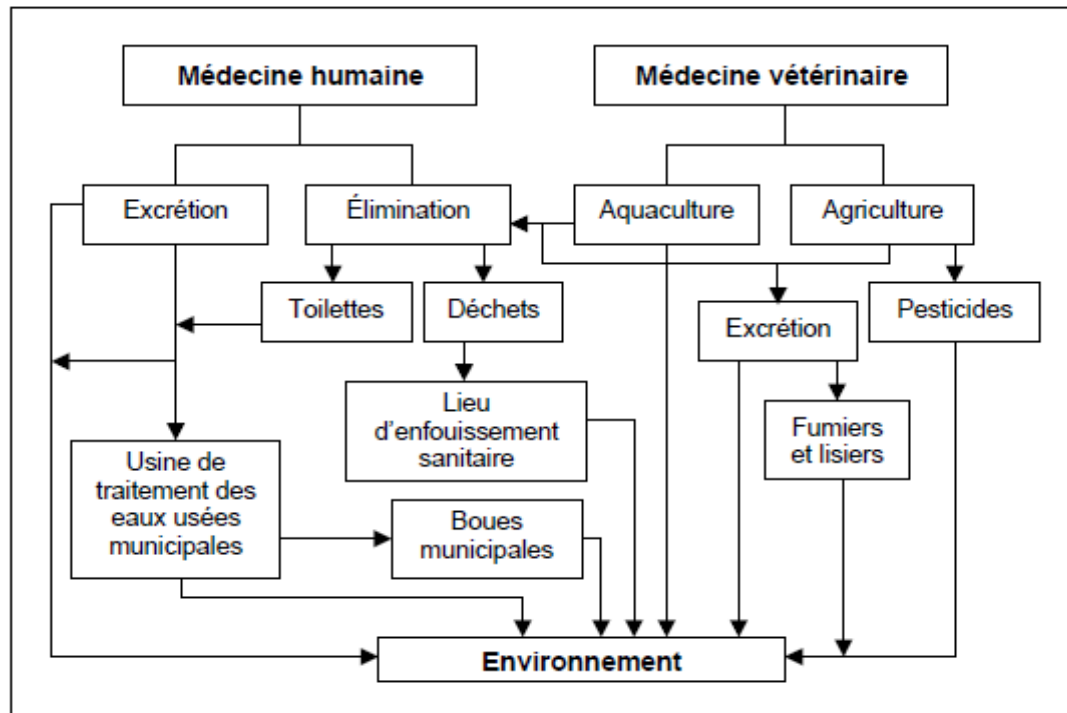 Médecine humaine
Médecine vétérinaire
Excrétion
Élimination
Aquaculture
Agriculture
Toilettes
Déchets
Excrétion
Pesticides
Lieu
d'enfouissement
sanitaire
Fumiers
et lisiers
Usine de
traitement des
eaux usées
municipales
Boues
municipales
Environnement